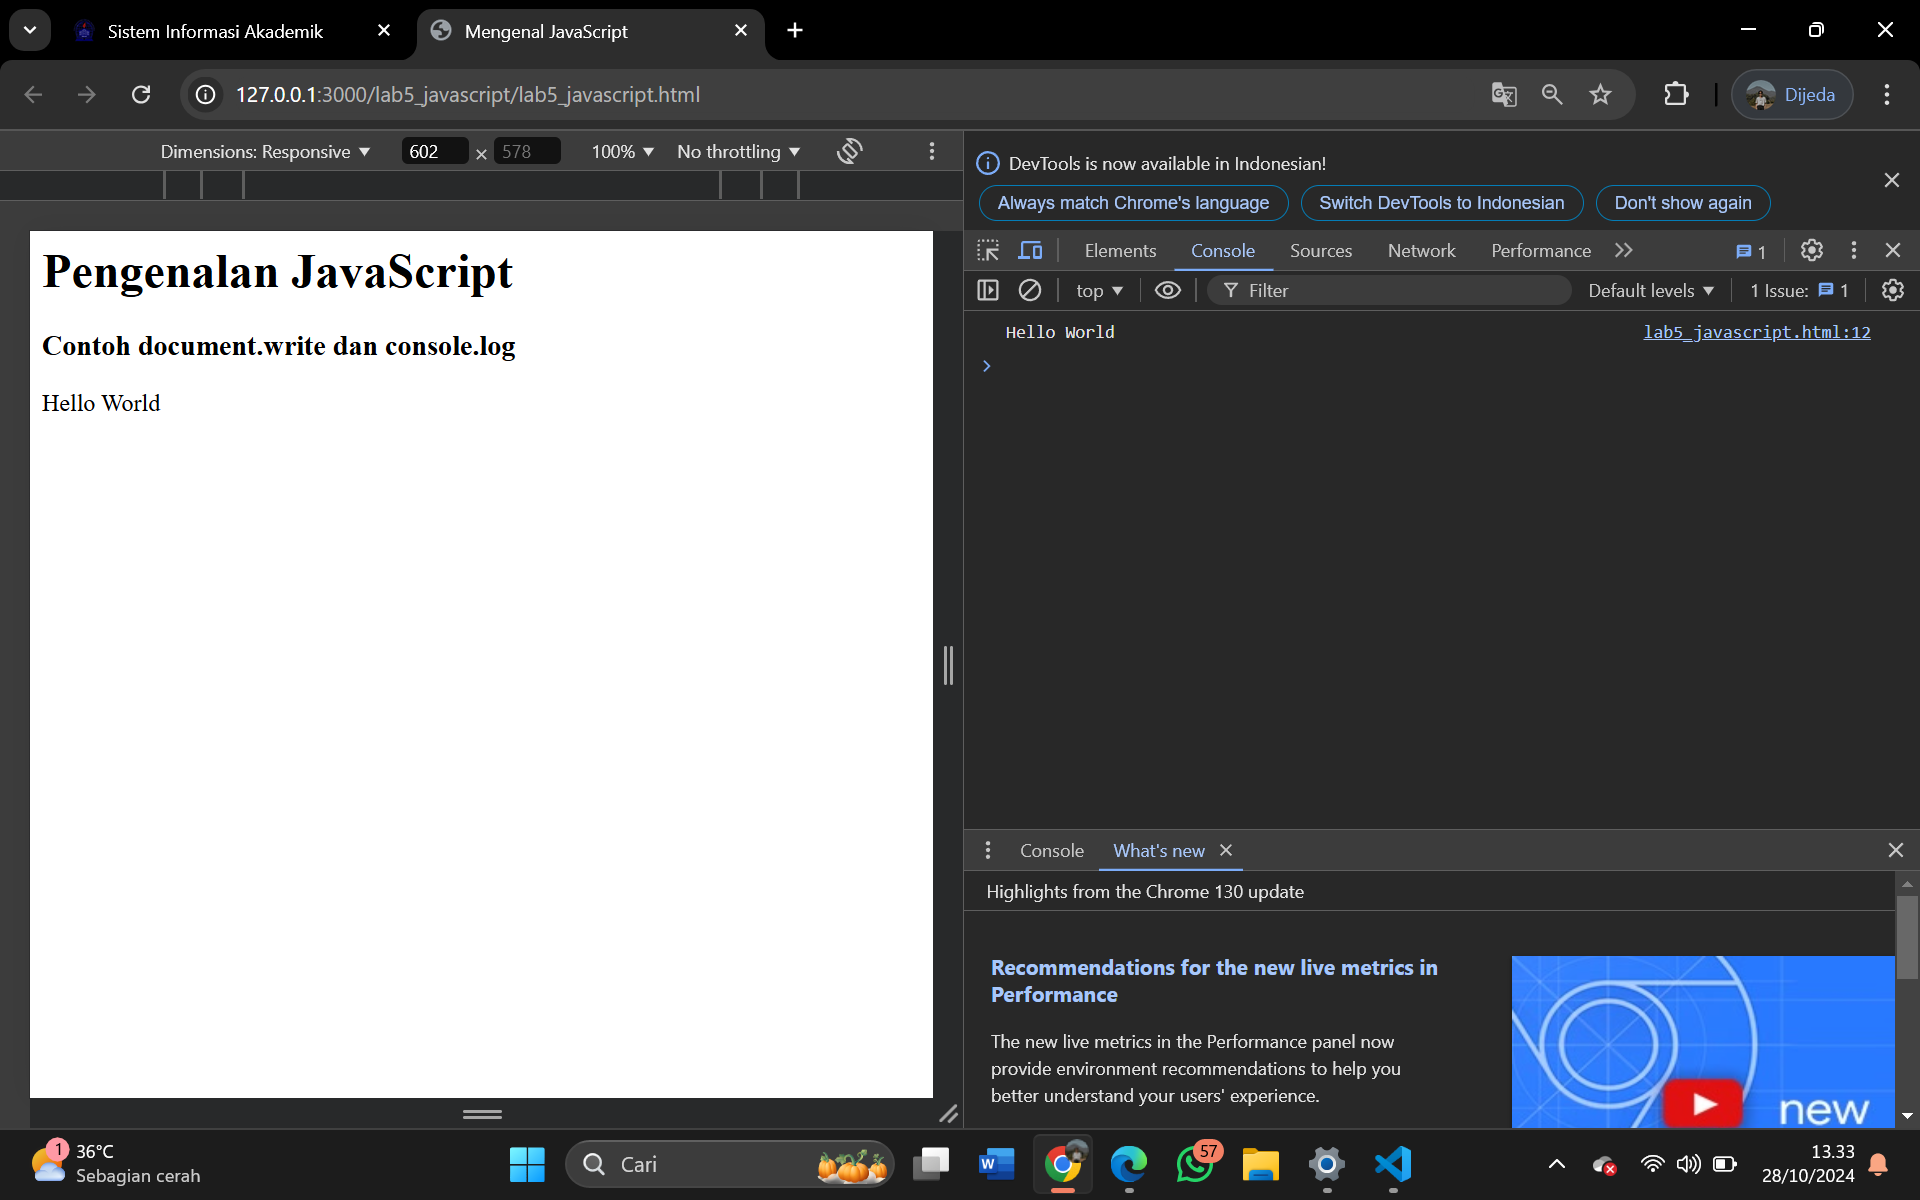 Sistem Informasi Akademik
Mengenal JavaScript
127.0.0.1:3000/lab5_javascript/lab5_javascript.html
Dijeda
Dimensions: Responsive 602 × 578 100% No throttling
DevTools is now available in Indonesian!
Always match Chrome's language
Switch DevTools to Indonesian
Don't show again
Elements Console Sources Network Performance 1
top Filter Default levels 1 Issue: 1
Hello World lab5_javascript.html:12
Pengenalan JavaScript
Contoh document.write dan console.log
Hello World
Console What's new
Highlights from the Chrome 130 update
Recommendations for the new live metrics in
Performance
The new live metrics in the Performance panel now
provide environment recommendations to help you
better understand your users' experience.
new
1
36°C
Sebagian cerah
Cari
W
57
13.33
28/10/2024